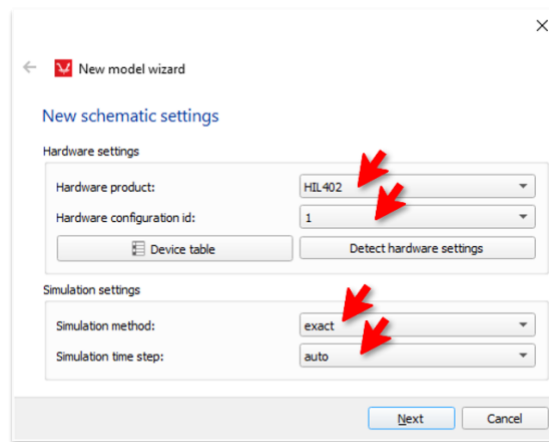 New model wizard
New schematic settings
Hardware settings
Hardware product: HIL402
Hardware configuration id: 1
Device table Detect hardware settings
Simulation settings
Simulation method: exact
Simulation time step: auto
Next Cancel